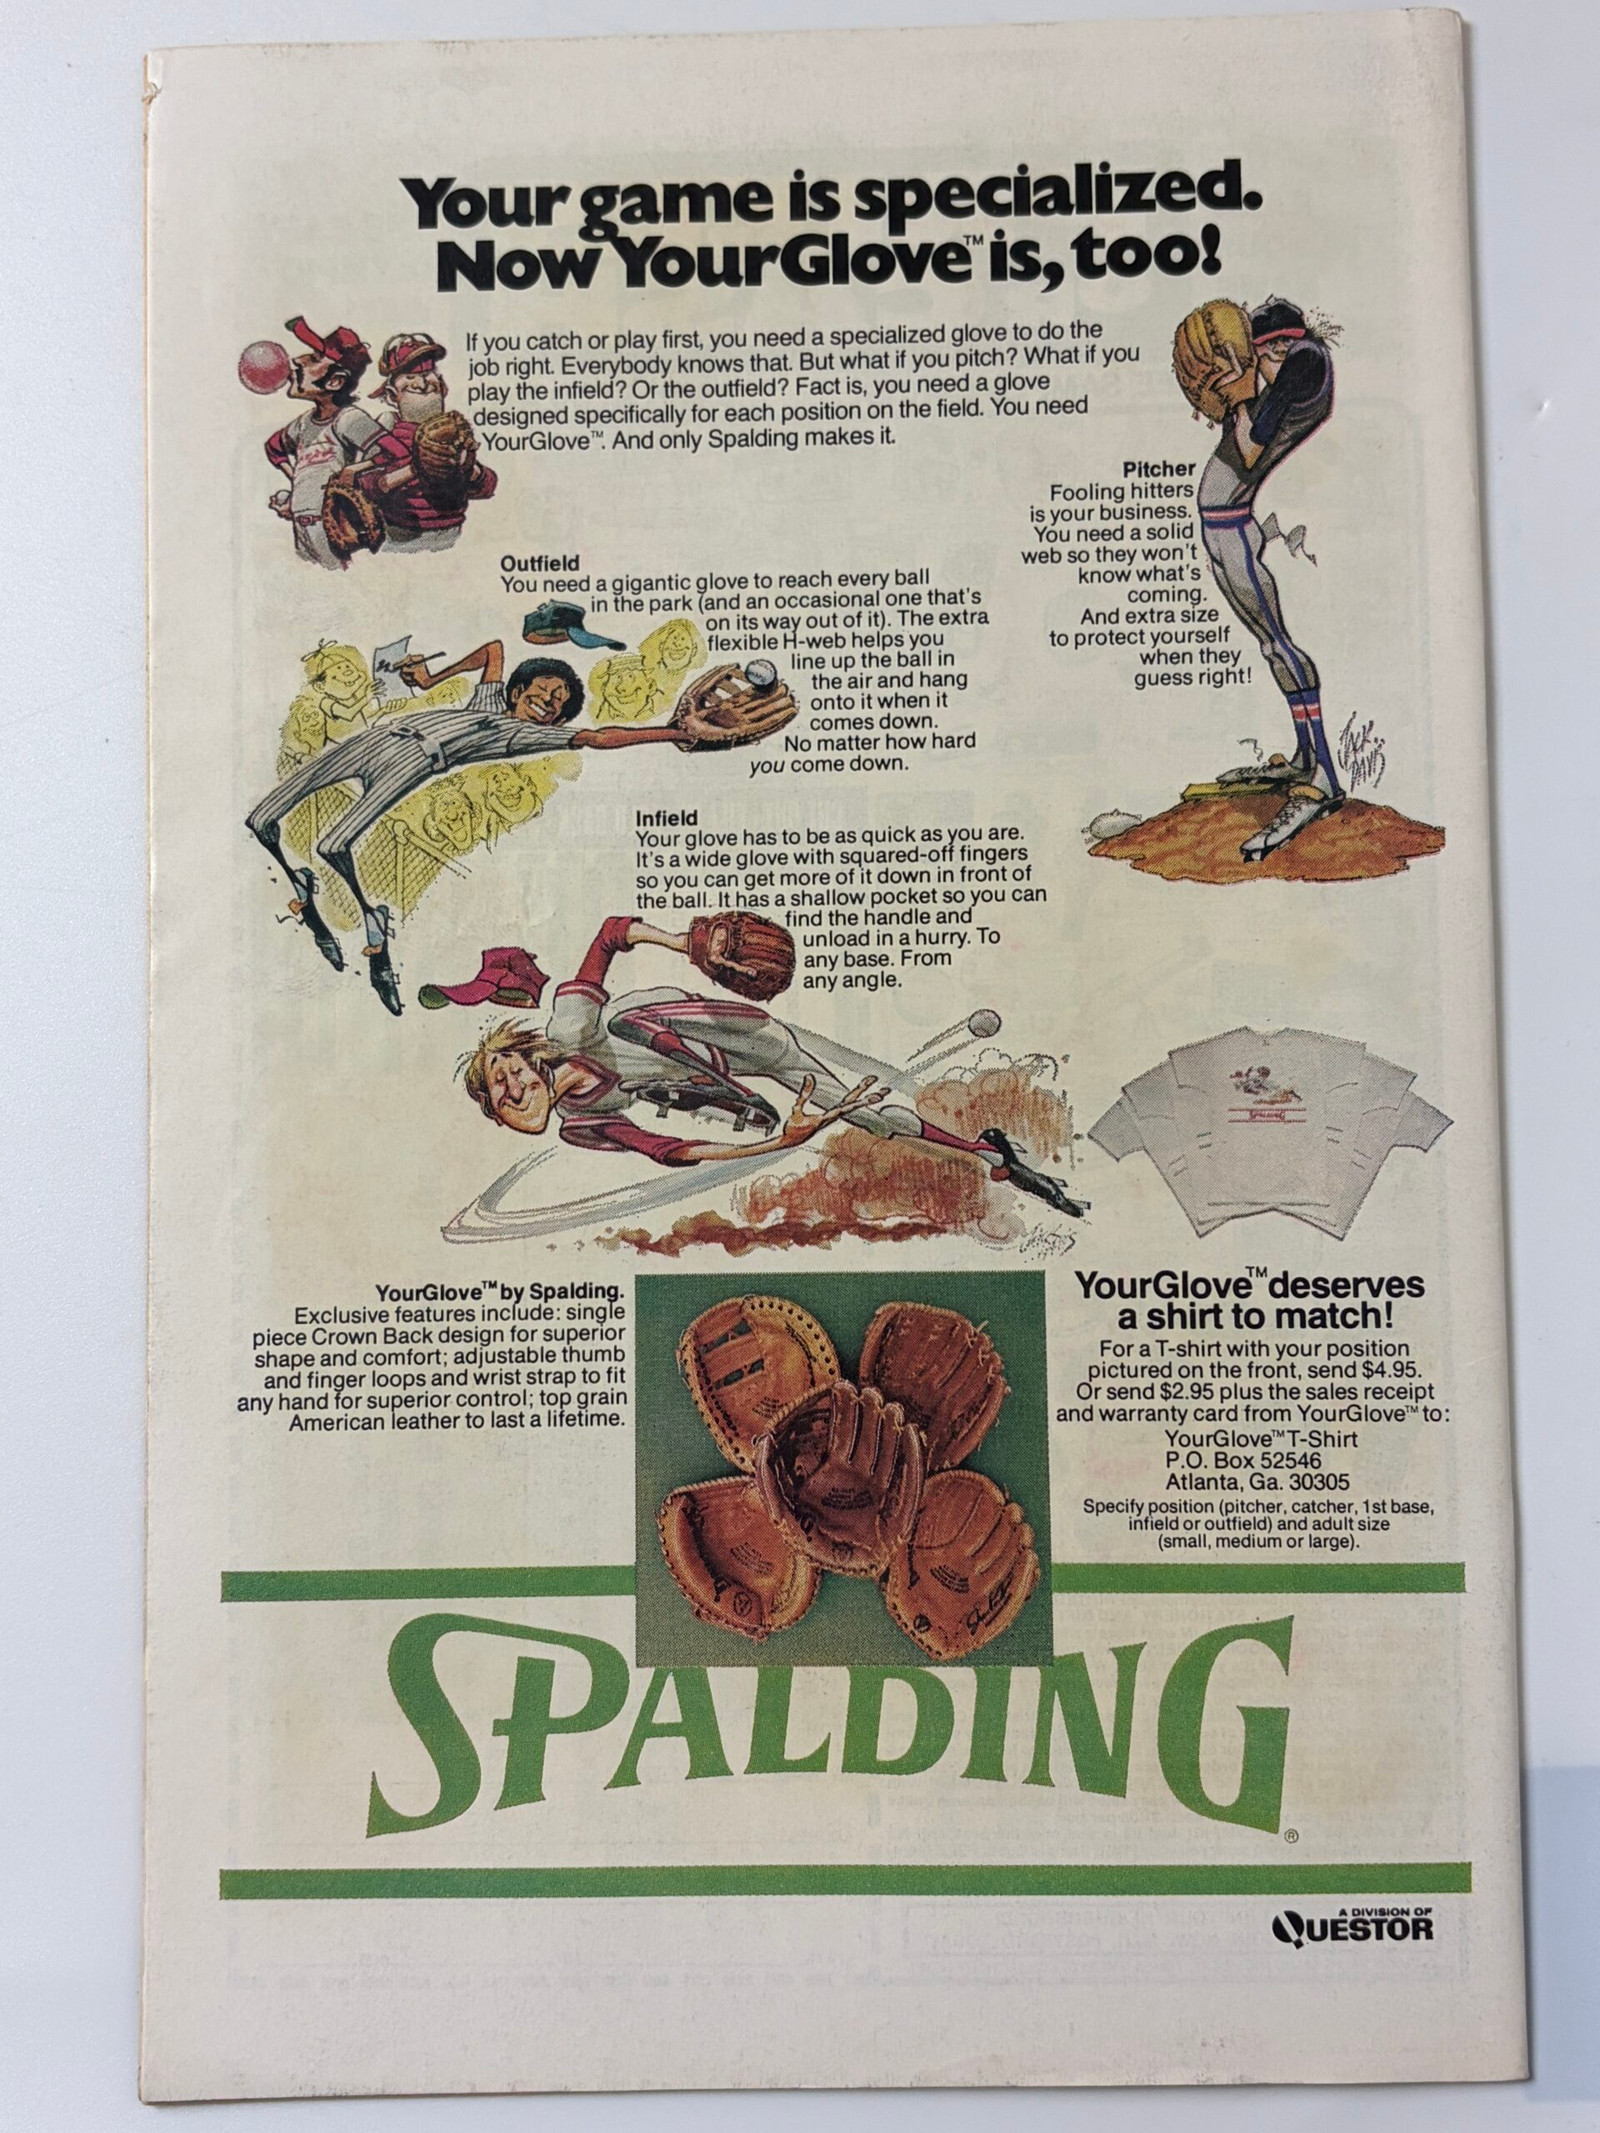 Your game is specialized.
Now YourGlove™ is, too!
If you catch or play first, you need a specialized glove to do the
job right. Everybody knows that. But what if you pitch? What if you
play the infield? Or the outfield? Fact is, you need a glove
designed specifically for each position on the field. You need
YourGlove™. And only Spalding makes it.
Pitcher
Fooling hitters
is your business.
You need a solid
web so they won't
know what's
coming.
And extra size
to protect yourself
when they
guess right!
Outfield
You need a gigantic glove to reach every ball
in the park (and an occasional one that's
on its way out of it). The extra
flexible H-web helps you
line up the ball in
the air and hang
onto it when it
comes down.
No matter how hard
you come down.
JACK
DAVIS
Infield
Your glove has to be as quick as you are.
It's a wide glove with squared-off fingers
so you can get more of it down in front of
the ball. It has a shallow pocket so you can
find the handle and
unload in a hurry. To
any base. From
any angle.
SPALDING
YourGlove™ by Spalding.
Exclusive features include: single
piece Crown Back design for superior
shape and comfort; adjustable thumb
and finger loops and wrist strap to fit
any hand for superior control; top grain
American leather to last a lifetime.
YourGlove™ deserves
a shirt to match!
For a T-shirt with your position
pictured on the front, send $4.95.
Or send $2.95 plus the sales receipt
and warranty card from YourGlove™ to:
YourGlove™ T-Shirt
P.O. Box 52546
Atlanta, Ga. 30305
Specify position (pitcher, catcher, 1st base,
infield or outfield) and adult size
(small, medium or large).
SPALDING®
A DIVISION OF
QUESTOR